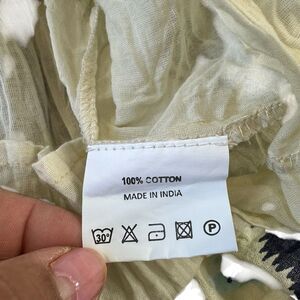 100% COTTON
MADE IN INDIA
30°
P